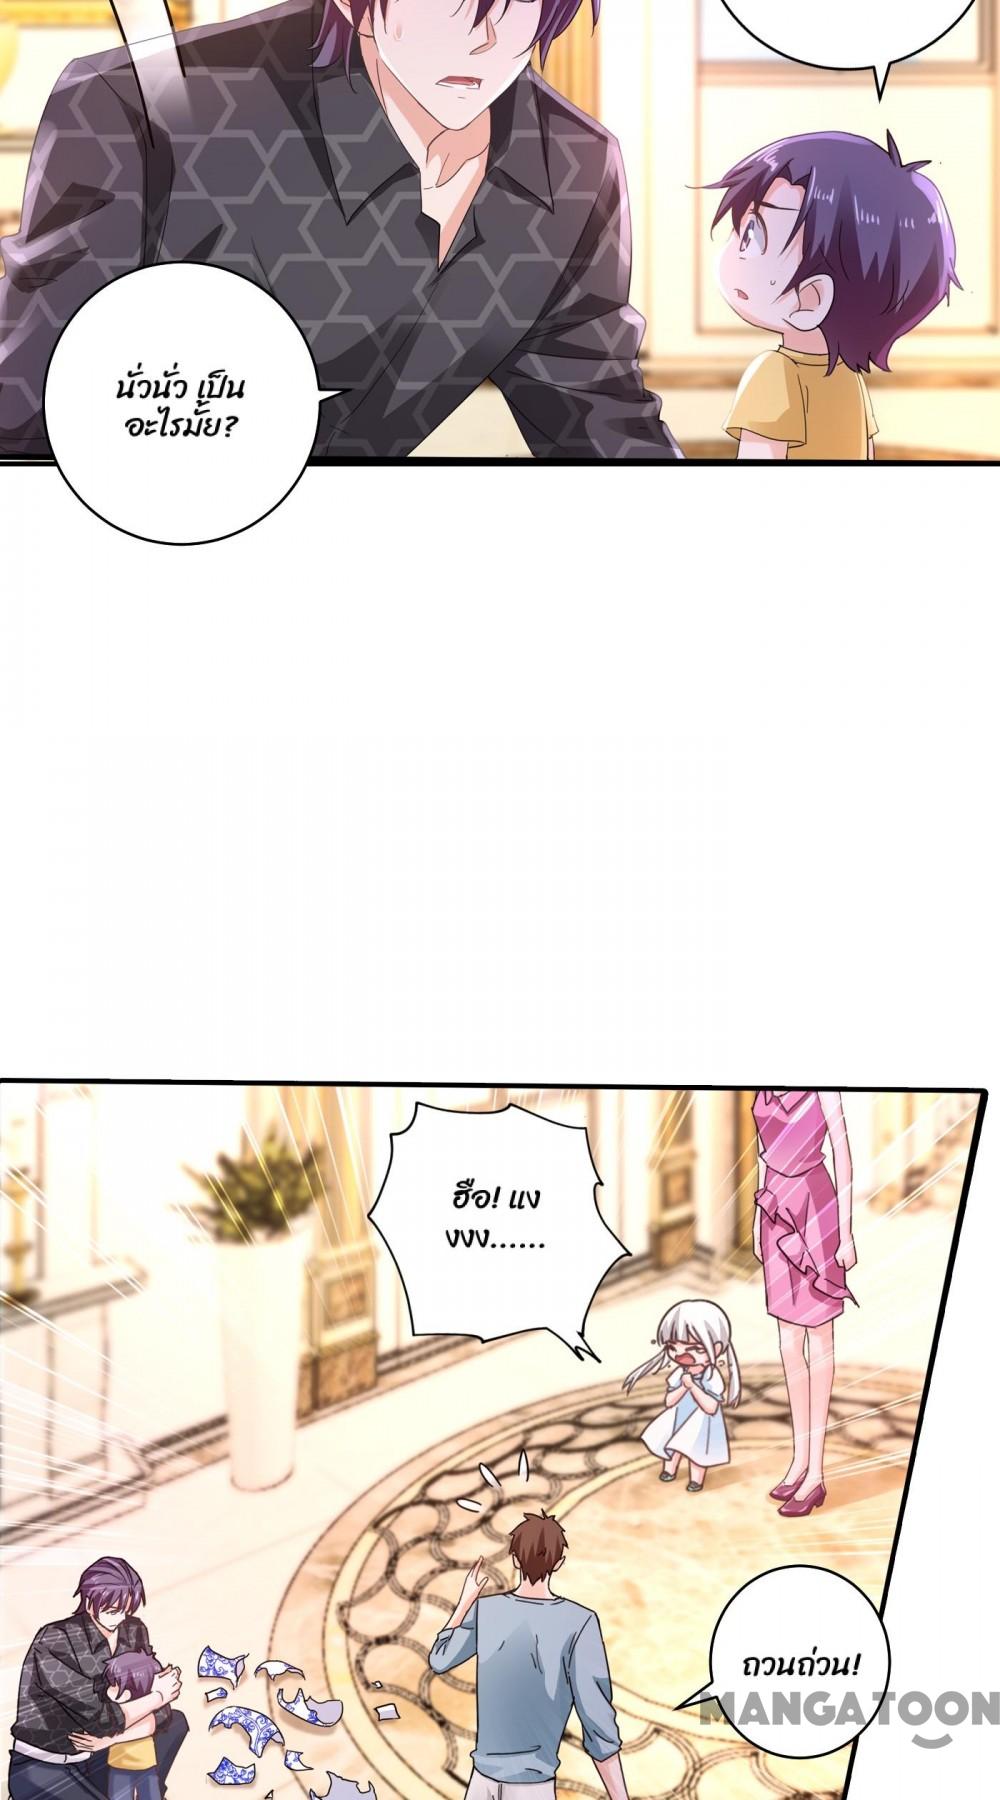 นั่วนั่ว เป็น
อะไรมั้ย?
ฮือ! แง
งงง......
ถวนถ่วน!
MANGATOON